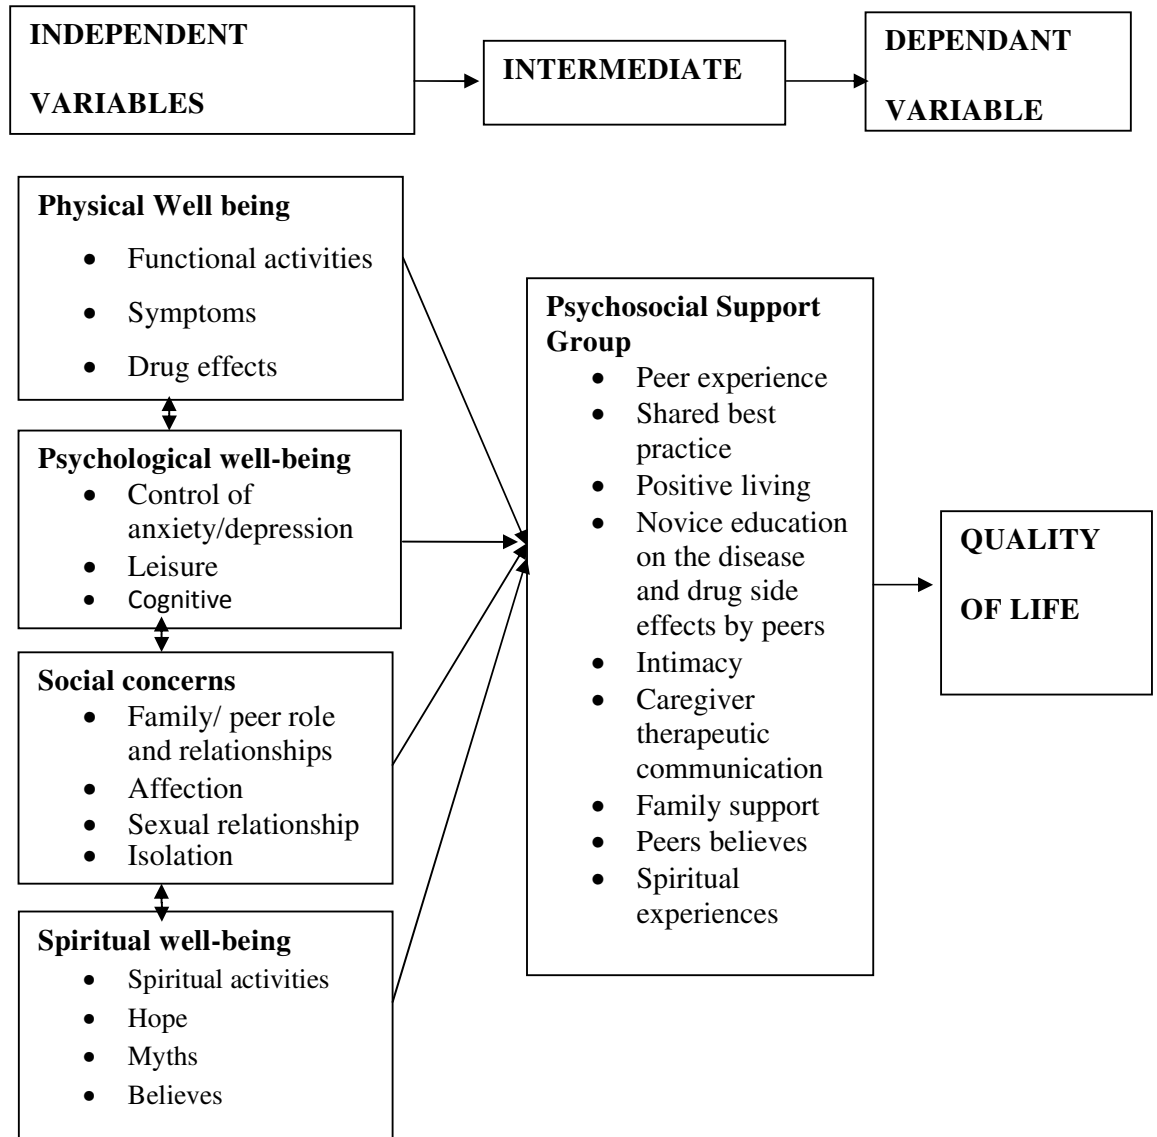 INDEPENDENT
VARIABLES
INTERMEDIATE
DEPENDANT
VARIABLE
Physical Well being
• Functional activities
• Symptoms
• Drug effects
Psychological well-being
• Control of
anxiety/depression
• Leisure
• Cognitive
Social concerns
• Family/ peer role
and relationships
• Affection
• Sexual relationship
• Isolation
Spiritual well-being
• Spiritual activities
• Hope
• Myths
• Believes
Psychosocial Support
Group
• Peer experience
• Shared best
practice
• Positive living
• Novice education
on the disease
and drug side
effects by peers
• Intimacy
• Caregiver
therapeutic
communication
• Family support
• Peers believes
• Spiritual
experiences
QUALITY
OF LIFE